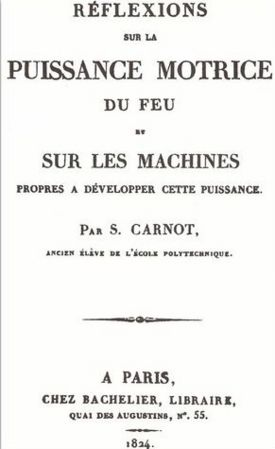 RÉFLEXIONS
SUR LA
PUISSANCE MOTRICE
DU FEU
ET
SUR LES MACHINES
PROPRES A DÉVELOPPER CETTE PUISSANCE.
PAR S. CARNOT,
ANCIEN ÉLÈVE DE L'ÉCOLE POLYTECHNIQUE.
A PARIS,
CHEZ BACHELIER, LIBRAIRE,
QUAI DES AUGUSTINS, Nº. 55.
1824.